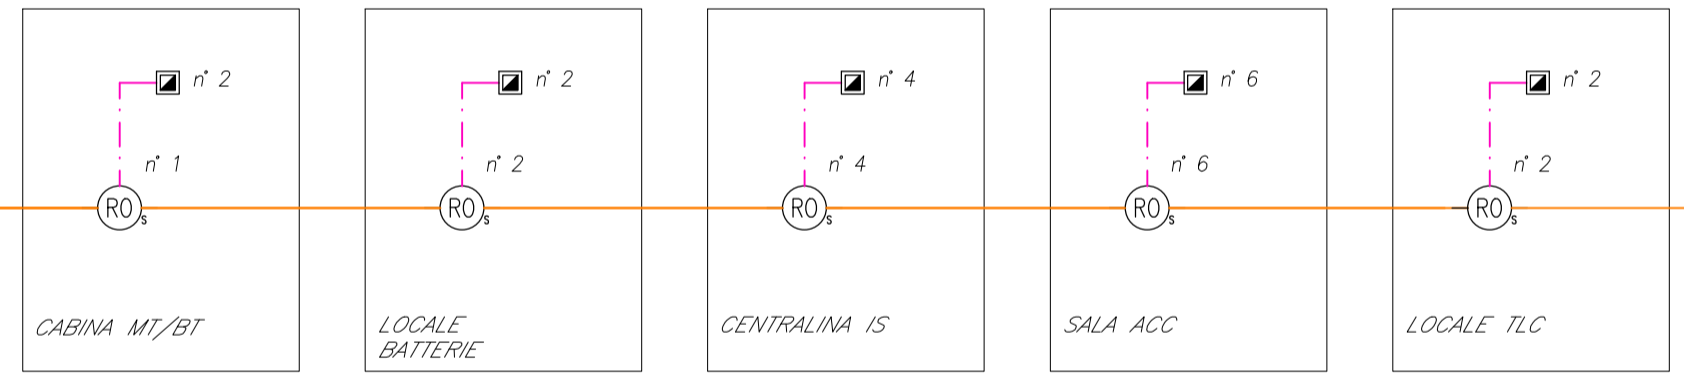 n° 2
n° 1
RO s
CABINA MT/BT
n° 2
n° 2
RO s
LOCALE
BATTERIE
n° 4
n° 4
RO s
CENTRALINA IS
n° 6
n° 6
RO s
SALA ACC
n° 2
n° 2
RO s
LOCALE TLC